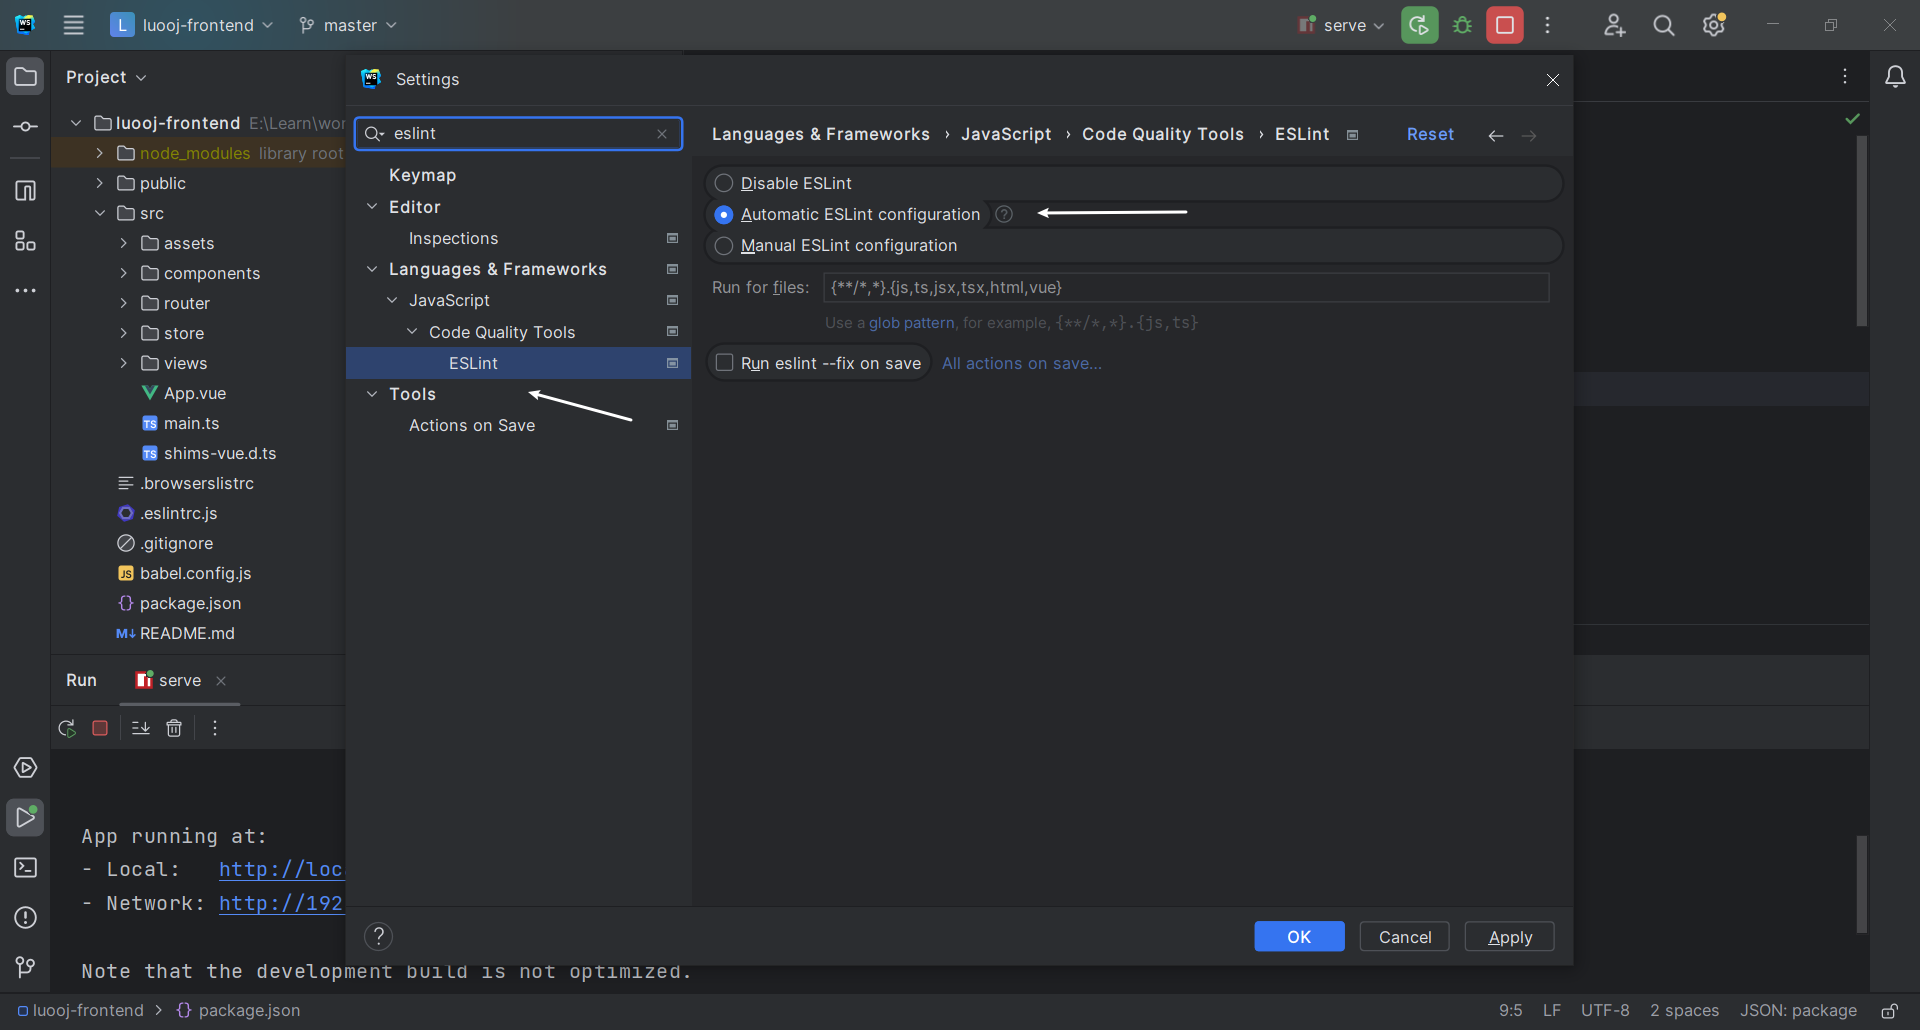 WS
L luooj-frontend
master
serve
Project
luooj-frontend E:\Learn\wor
node_modules library root
public
src
assets
components
router
store
views
App.vue
TS main.ts
TS shims-vue.d.ts
.browserslistrc
.eslintrc.js
.gitignore
JS babel.config.js
{} package.json
M↓ README.md
WS Settings
eslint
Keymap
Editor
Inspections
Languages & Frameworks
JavaScript
Code Quality Tools
ESLint
Tools
Actions on Save
Languages & Frameworks › JavaScript › Code Quality Tools › ESLint
Reset
Disable ESLint
Automatic ESLint configuration ?
Manual ESLint configuration
Run for files: {**/*,*}.{js,ts,jsx,tsx,html,vue}
Use a glob pattern, for example, {**/*,*}.{js,ts}
Run eslint --fix on save All actions on save...
?
OK Cancel Apply
Run serve
App running at:
- Local: http://loc
- Network: http://192
Note that the development build is not optimized.
luooj-frontend > {} package.json
9:5 LF UTF-8 2 spaces JSON: package